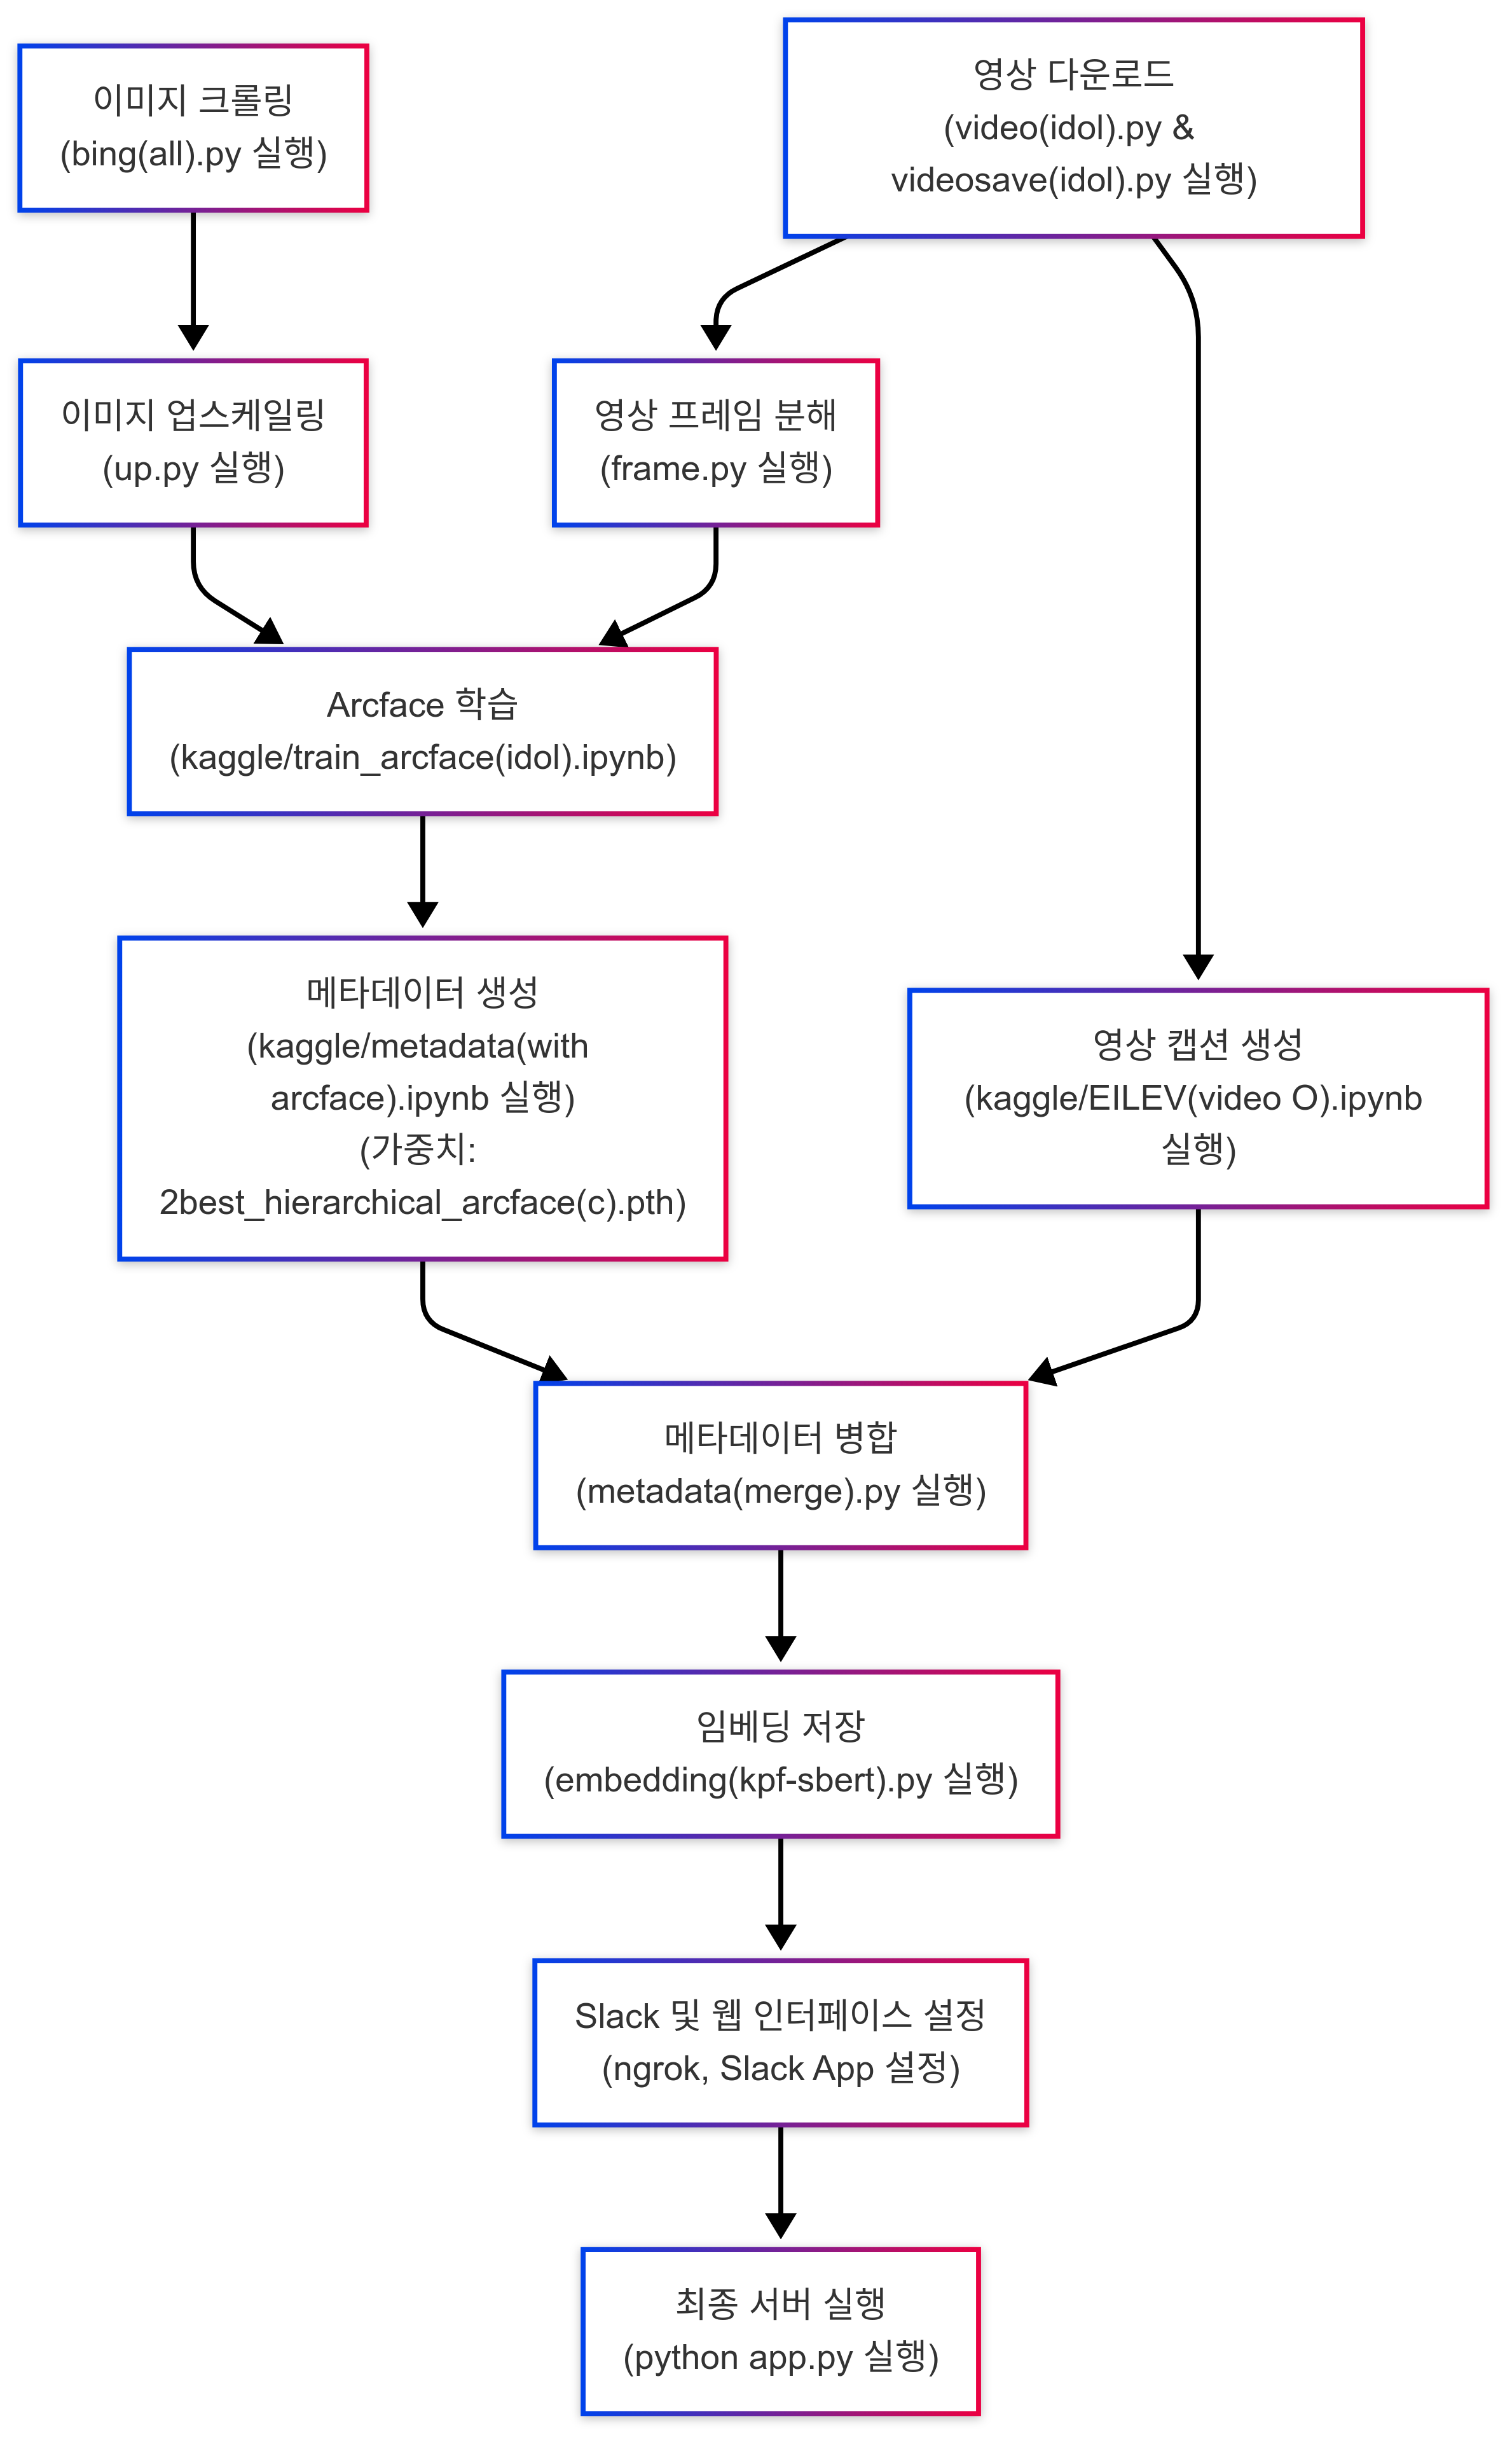 이미지 크롤링
(bing(all).py 실행)
영상 다운로드
(video(idol).py &
videosave(idol).py 실행)
이미지 업스케일링
(up.py 실행)
영상 프레임 분해
(frame.py 실행)
Arcface 학습
(kaggle/train_arcface(idol).ipynb)
메타데이터 생성
(kaggle/metadata(with
arcface).ipynb 실행)
(가중치:
2best_hierarchical_arcface(c).pth)
영상 캡션 생성
(kaggle/EILEV(video O).ipynb
실행)
메타데이터 병합
(metadata(merge).py 실행)
임베딩 저장
(embedding(kpf-sbert).py 실행)
Slack 및 웹 인터페이스 설정
(ngrok, Slack App 설정)
최종 서버 실행
(python app.py 실행)